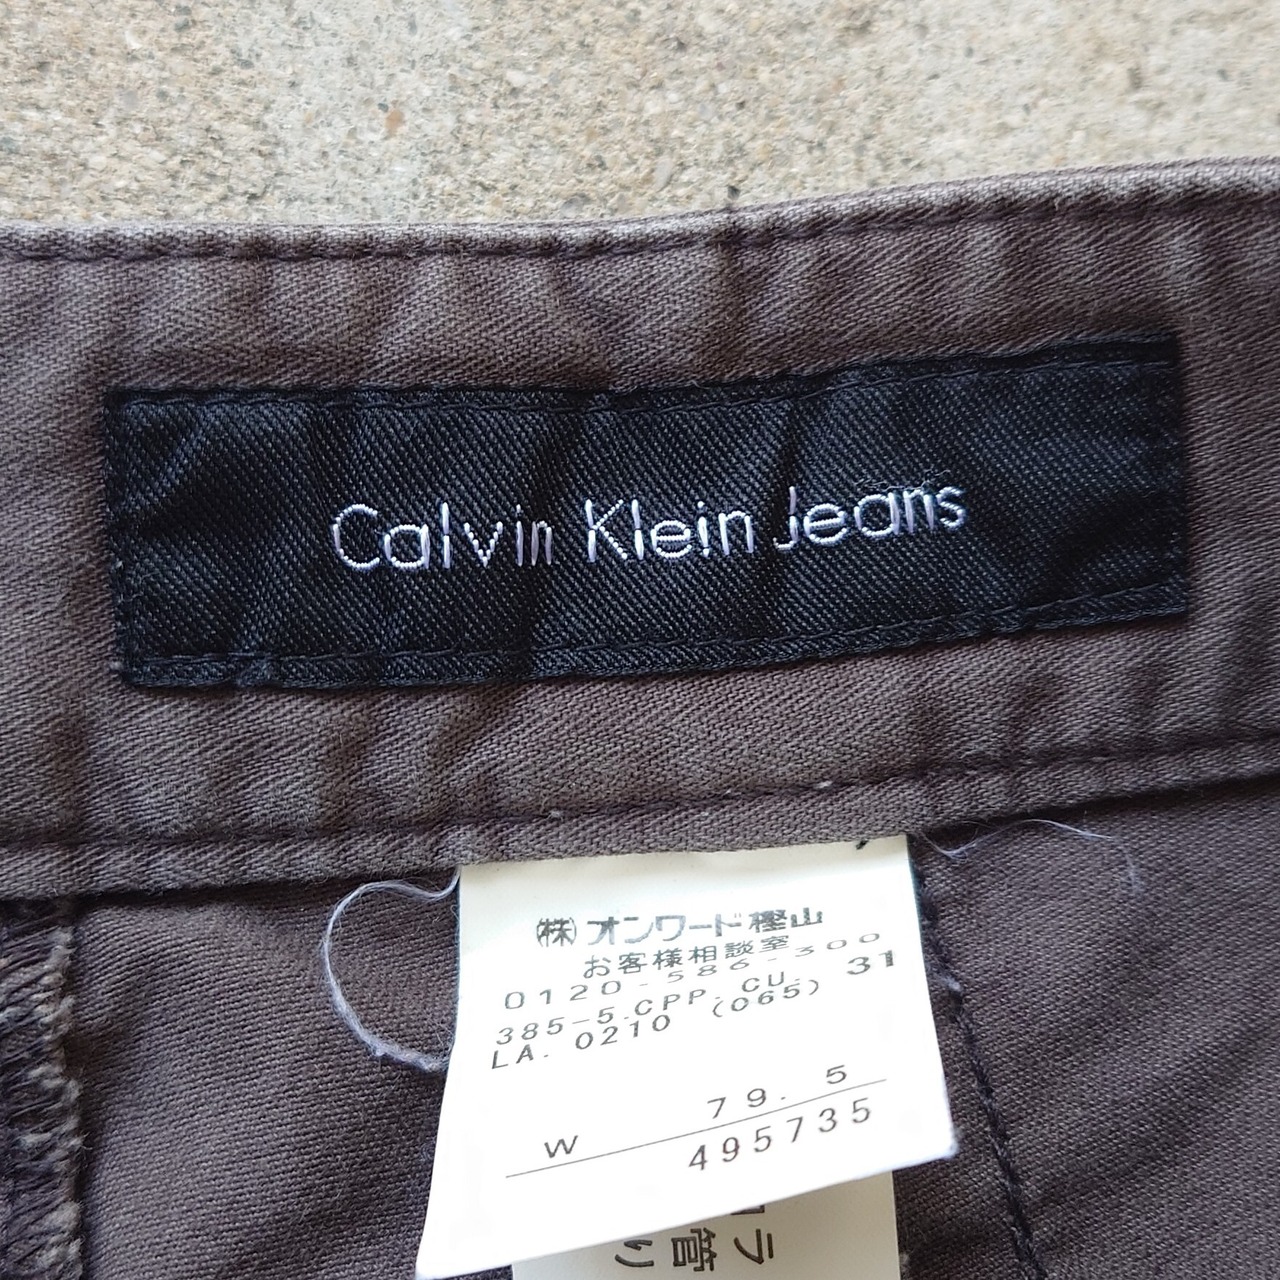 Calvin Klein Jeans
㈱オンワード樫山
お客様相談室
0120-586-300
385-5.CPP.CU. 31
LA. 0210 (065)
W 79.5
495735